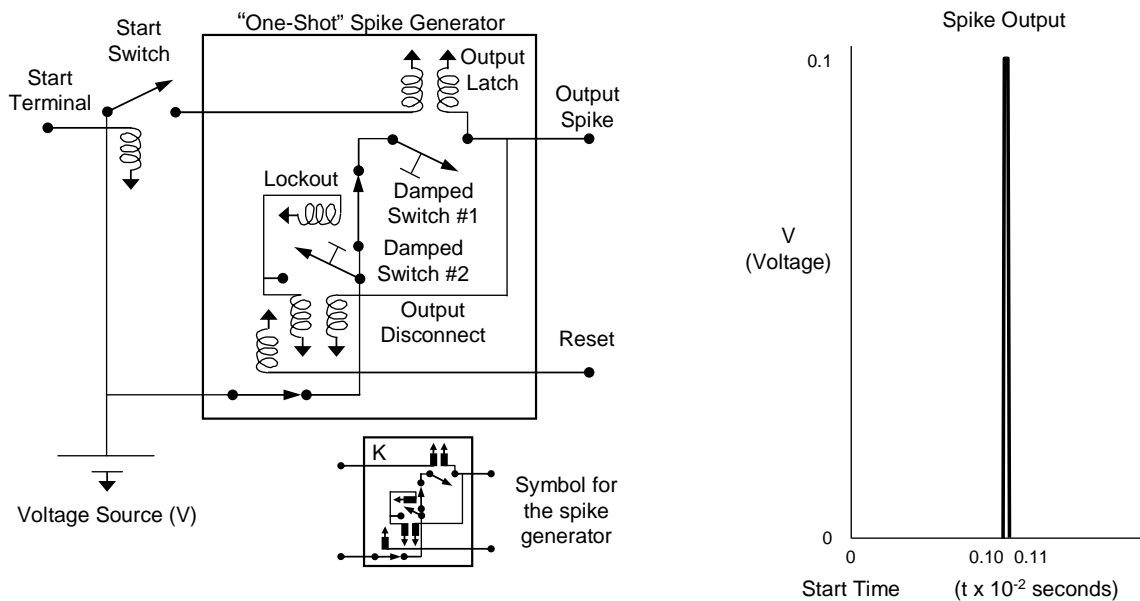 “One-Shot” Spike Generator
Start
Switch
Start
Terminal
Output
Latch
Output
Spike
Lockout
Damped
Switch #1
Damped
Switch #2
Output
Disconnect
Reset
Voltage Source (V)
K
Symbol for
the spike
generator
Spike Output
0.1
V
(Voltage)
0
0
0.10
0.11
Start Time
(t x 10-2 seconds)